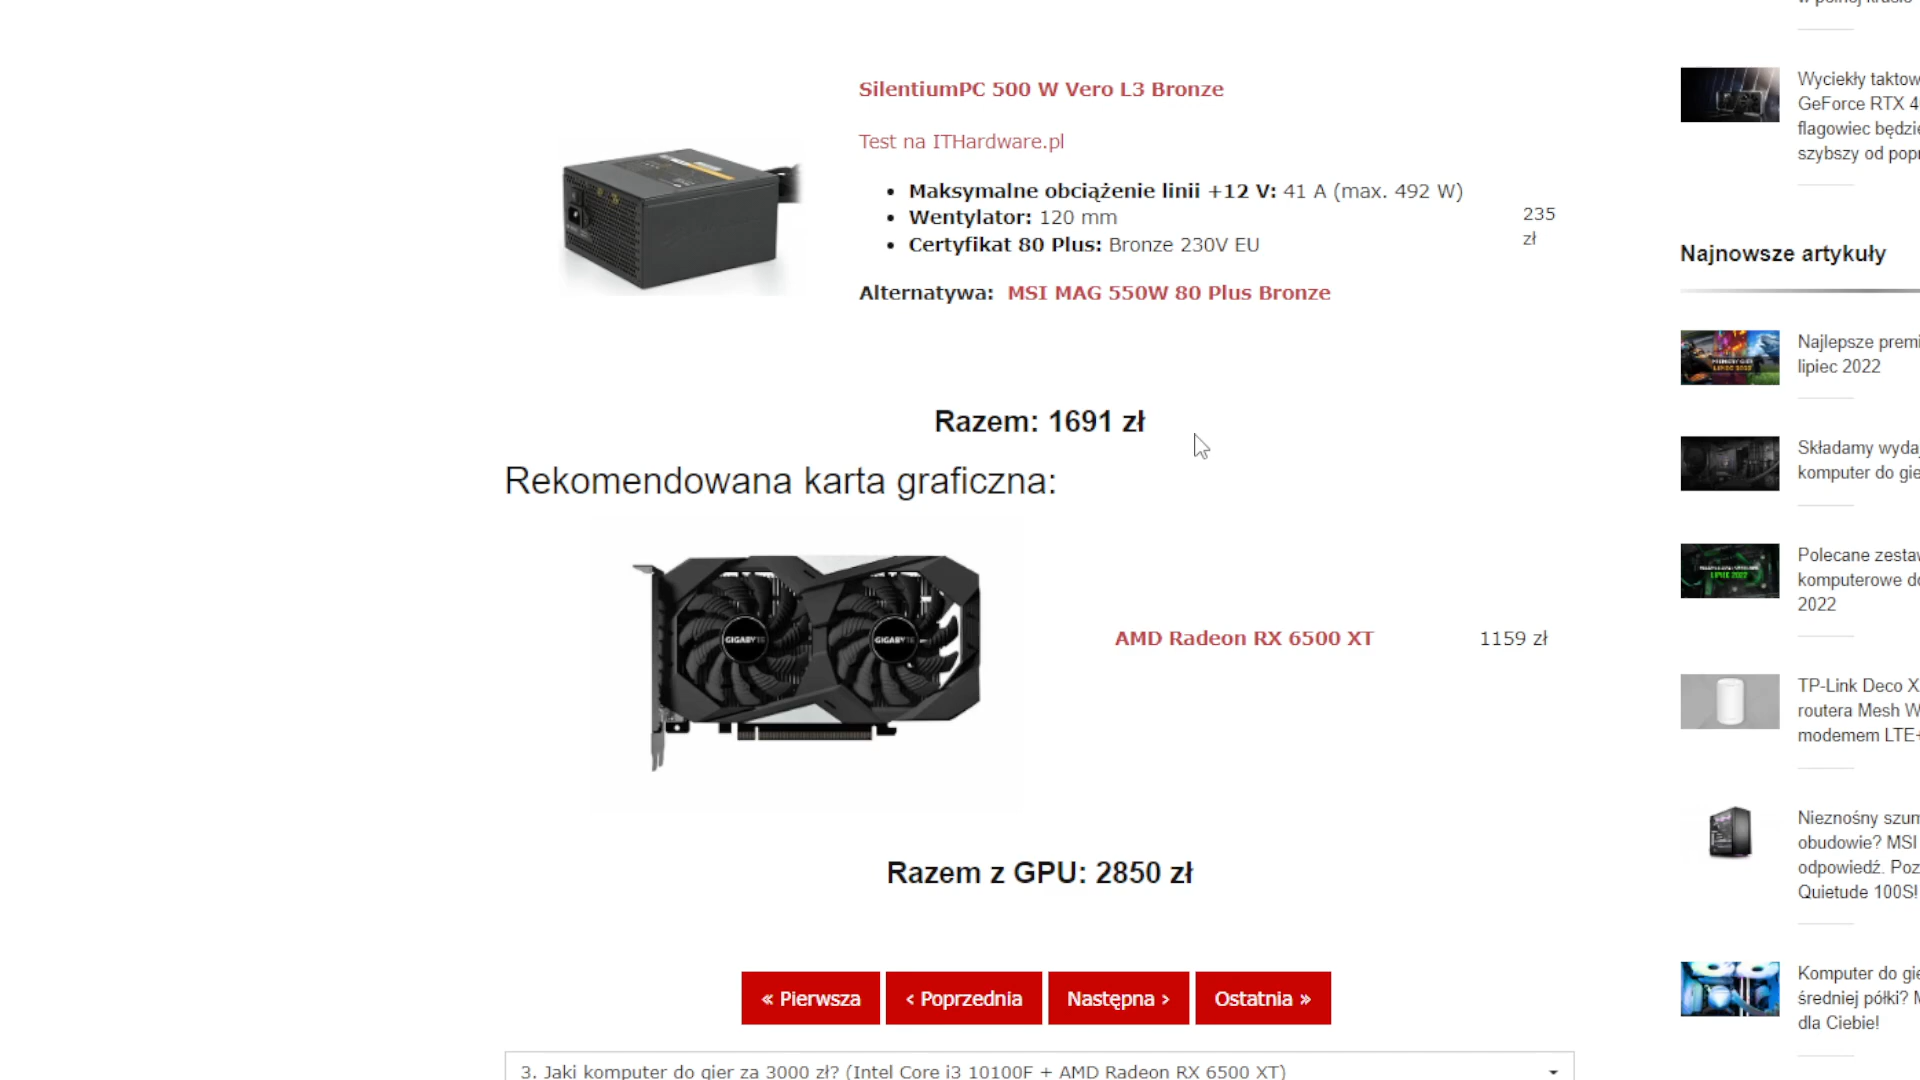 SilentiumPC 500 W Vero L3 Bronze
Test na ITHardware.pl
• Maksymalne obciążenie linii +12 V: 41 A (max. 492 W)
• Wentylator: 120 mm
• Certyfikat 80 Plus: Bronze 230V EU
235
zł
Alternatywa: MSI MAG 550W 80 Plus Bronze
Razem: 1691 zł
Rekomendowana karta graficzna:
GIGABYTE GIGABYTE
AMD Radeon RX 6500 XT 1159 zł
Razem z GPU: 2850 zł
« Pierwsza ‹ Poprzednia Następna › Ostatnia »
3. Jaki komputer do gier za 3000 zł? (Intel Core i3 10100F + AMD Radeon RX 6500 XT)
Wyciekły taktow
GeForce RTX 4
flagowiec będzie
szybszy od popr
Najnowsze artykuły
Najlepsze premi
lipiec 2022
Składamy wyda
komputer do gie
Polecane zestaw
komputerowe do
2022
TP-Link Deco X
routera Mesh W
modemem LTE+
Nieznośny szum
obudowie? MSI
odpowiedź. Poz
Quietude 100S!
Komputer do gie
średniej półki? M
dla Ciebie!